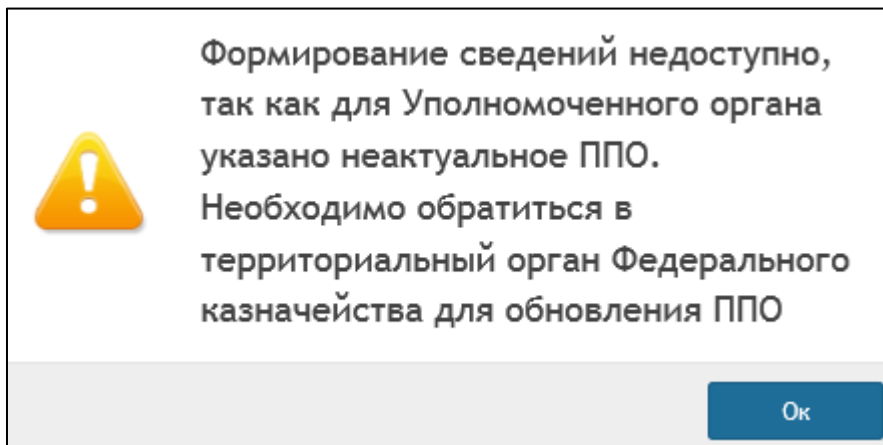 Формирование сведений недоступно,
так как для Уполномоченного органа
указано неактуальное ППО.
Необходимо обратиться в
территориальный орган Федерального
казначейства для обновления ППО
Ок